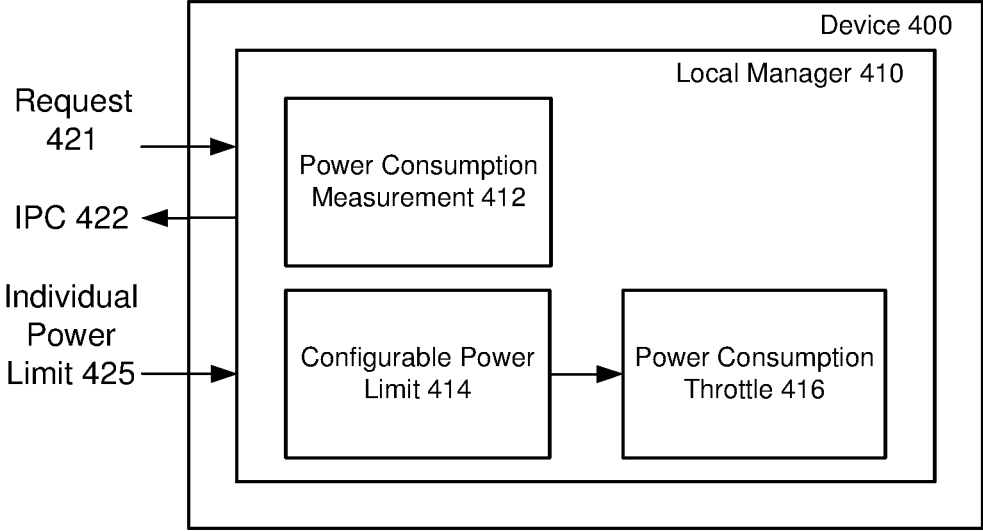 Device 400
Local Manager 410
Request
421
IPC 422
Individual
Power
Limit 425
Power Consumption
Measurement 412
Configurable Power
Limit 414
Power Consumption
Throttle 416